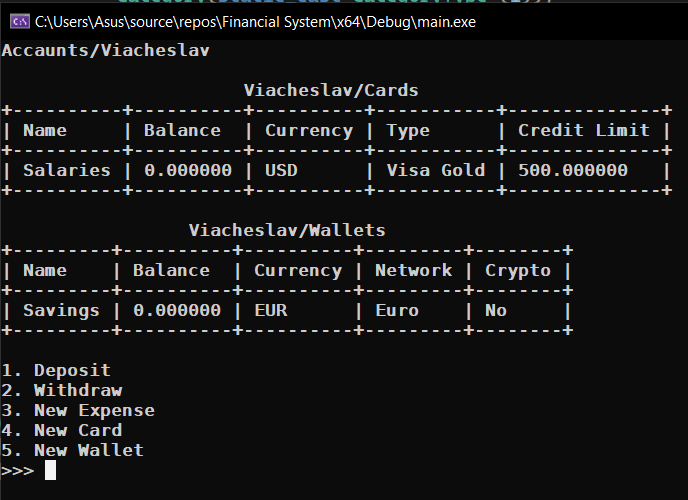 C:\Users\Asus\source\repos\Financial System\x64\Debug\main.exe
Accaunts/Viacheslav
Viacheslav/Cards
+----------+----------+----------+-----------+--------------+
| Name     | Balance  | Currency | Type      | Credit Limit |
+----------+----------+----------+-----------+--------------+
| Salaries | 0.000000 | USD      | Visa Gold | 500.000000   |
+----------+----------+----------+-----------+--------------+
Viacheslav/Wallets
+---------+----------+----------+---------+--------+
| Name    | Balance  | Currency | Network | Crypto |
+---------+----------+----------+---------+--------+
| Savings | 0.000000 | EUR      | Euro    | No     |
+---------+----------+----------+---------+--------+
1. Deposit
2. Withdraw
3. New Expense
4. New Card
5. New Wallet
>>>